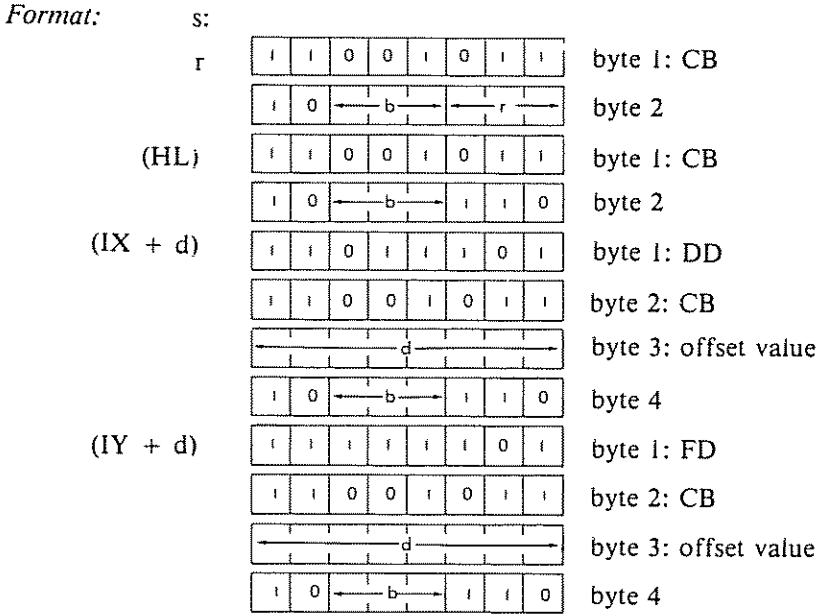 Format: s:
r 1 1 0 0 1 0 1 1 byte 1: CB
1 0 b r byte 2
(HL) 1 1 0 0 1 0 1 1 byte 1: CB
1 0 b 1 1 0 byte 2
(IX + d) 1 1 0 1 1 1 0 1 byte 1: DD
1 1 0 0 1 0 1 1 byte 2: CB
d byte 3: offset value
1 0 b 1 1 0 byte 4
(IY + d) 1 1 1 1 1 1 0 1 byte 1: FD
1 1 0 0 1 0 1 1 byte 2: CB
d byte 3: offset value
1 0 b 1 1 0 byte 4